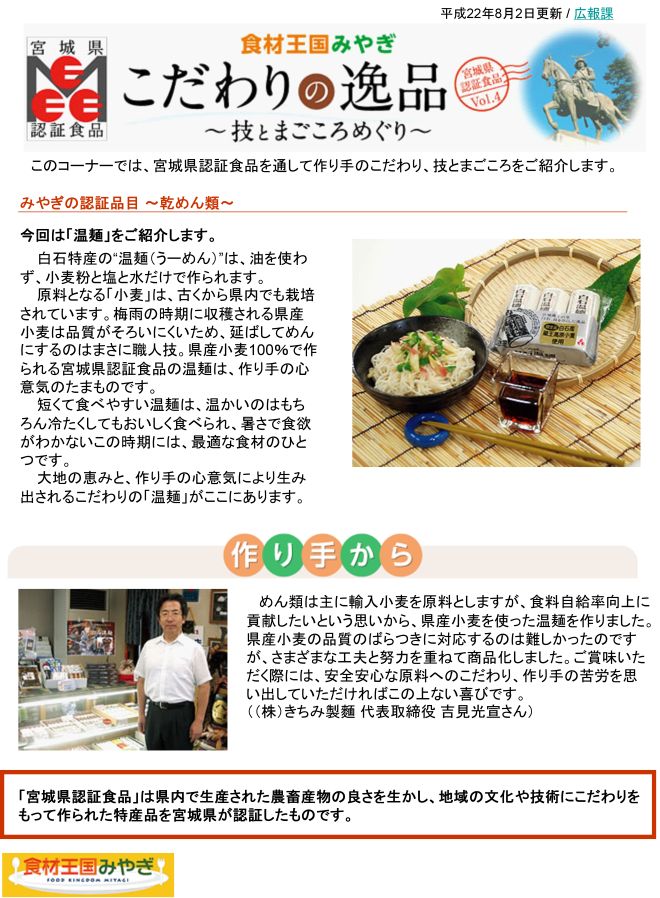 平成22年8月2日更新 / 広報課
宮城県
認証食品
食材王国みやぎ
こだわりの逸品
～技とまごころめぐり～
宮城県
認証食品
Vol.4
このコーナーでは、宮城県認証食品を通して作り手のこだわり、技とまごころをご紹介します。
みやぎの認証品目 ～乾めん類～
今回は「温麺」をご紹介します。
白石特産の“温麺（うーめん）”は、油を使わ
ず、小麦粉と塩と水だけで作られます。
原料となる「小麦」は、古くから県内でも栽培
されています。梅雨の時期に収穫される県産
小麦は品質がそろいにくいため、延ばしてめん
にするのはまさに職人技。県産小麦100％で作
られる宮城県認証食品の温麺は、作り手の心
意気のたまものです。
短くて食べやすい温麺は、温かいのはもち
ろん冷たくしてもおいしく食べられ、暑さで食欲
がわかないこの時期には、最適な食材のひと
つです。
大地の恵みと、作り手の心意気により生み
出されるこだわりの「温麺」がここにあります。
白石温麺
作り手から
めん類は主に輸入小麦を原料としますが、食料自給率向上に
貢献したいという思いから、県産小麦を使った温麺を作りました。
県産小麦の品質のばらつきに対応するのは難しかったのです
が、さまざまな工夫と努力を重ねて商品化しました。ご賞味いた
だく際には、安全安心な原料へのこだわり、作り手の苦労を思
い出していただければこの上ない喜びです。
（（株）きちみ製麺 代表取締役 吉見光宣さん）
「宮城県認証食品」は県内で生産された農畜産物の良さを生かし、地域の文化や技術にこだわりを
もって作られた特産品を宮城県が認証したものです。
食材王国みやぎ
FOOD KINGDOM MIYAGI